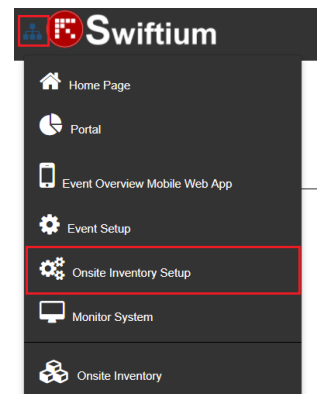 Swiftium
Home Page
Portal
Event Overview Mobile Web App
Event Setup
Onsite Inventory Setup
Monitor System
Onsite Inventory